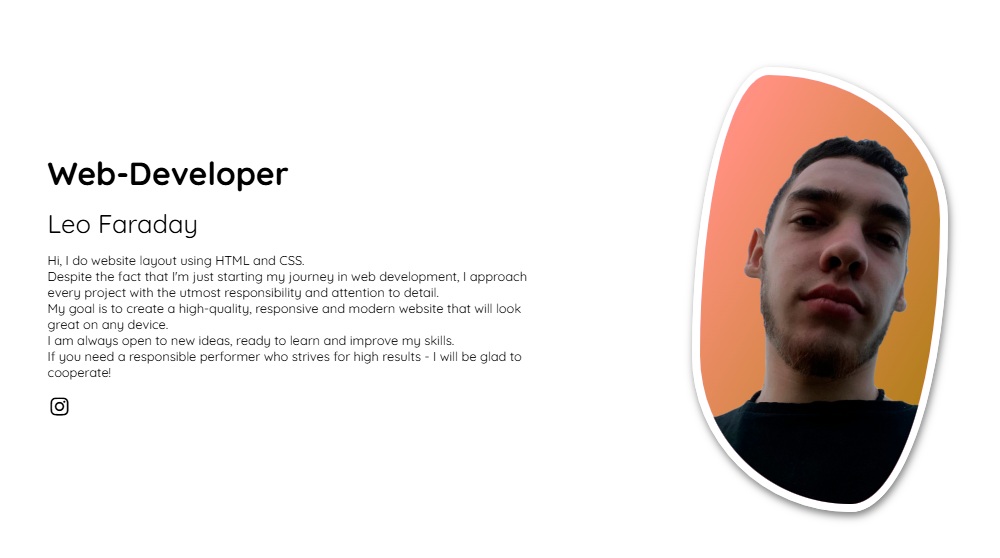 Web-Developer
Leo Faraday
Hi, I do website layout using HTML and CSS.
Despite the fact that I'm just starting my journey in web development, I approach
every project with the utmost responsibility and attention to detail.
My goal is to create a high-quality, responsive and modern website that will look
great on any device.
I am always open to new ideas, ready to learn and improve my skills.
If you need a responsible performer who strives for high results - I will be glad to
cooperate!